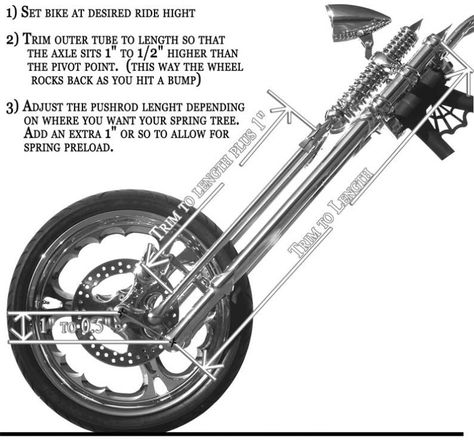 1) Set bike at desired ride hight
2) Trim outer tube to length so that
the axle sits 1" to 1/2" higher than
the pivot point. (this way the wheel
rocks back as you hit a bump)
3) Adjust the pushrod lenght depending
on where you want your spring tree.
Add an extra 1" or so to allow for
spring preload.
Trim to length plus 1"
Trim to Length
1" to 0.5"